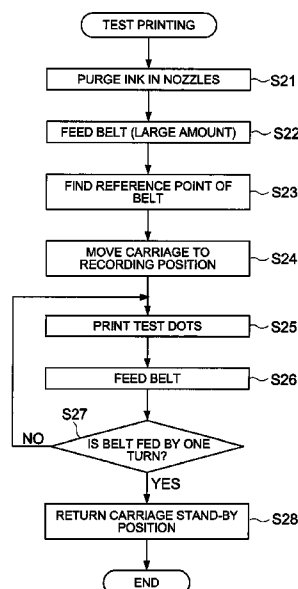 TEST PRINTING
PURGE INK IN NOZZLES
S21
FEED BELT (LARGE AMOUNT)
S22
FIND REFERENCE POINT OF
BELT
S23
MOVE CARRIAGE TO
RECORDING POSITION
S24
PRINT TEST DOTS
S25
FEED BELT
S26
S27
IS BELT FED BY ONE
TURN?
NO
YES
RETURN CARRIAGE STAND-BY
POSITION
S28
END